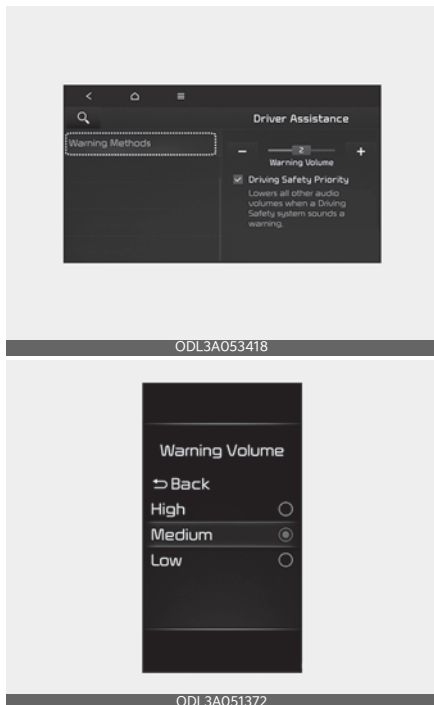 Driver Assistance
Warning Methods
2
Warning Volume
Driving Safety Priority
Lowers all other audio
volumes when a Driving
Safety system sounds a
warning.
ODL3A053418
Warning Volume
Back
High
Medium
Low
ODL3A051372